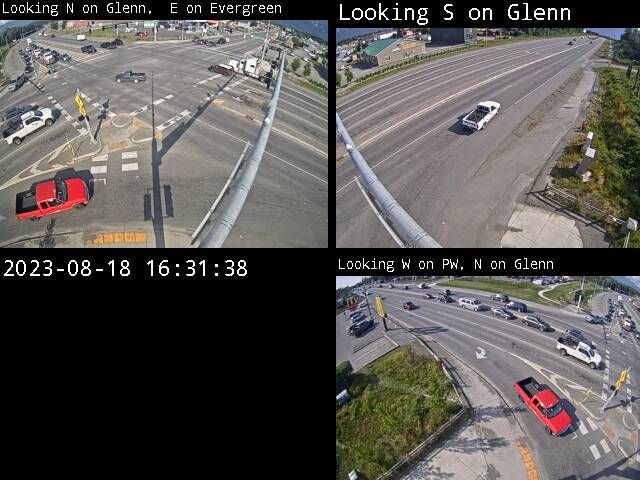 Looking N on Glenn,  E on Evergreen
Looking S on Glenn
2023-08-18 16:31:38
Looking W on PW, N on Glenn